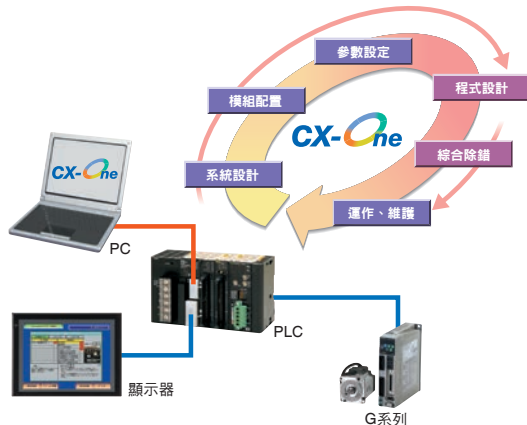 參數設定
程式設計
模組配置
CX-One
綜合除錯
系統設計
運作、維護
CX-One
PC
PLC
顯示器
G系列